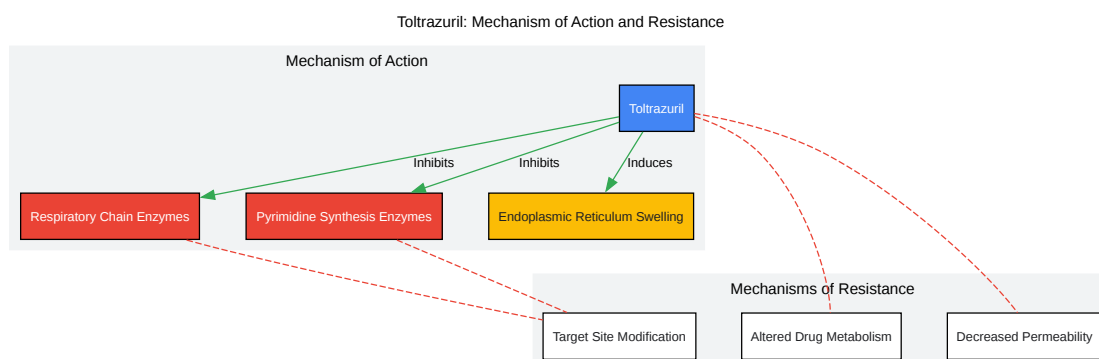 Toltrazuril: Mechanism of Action and Resistance
Mechanism of Action
Toltrazuril
Inhibits
Inhibits
Induces
Respiratory Chain Enzymes
Pyrimidine Synthesis Enzymes
Endoplasmic Reticulum Swelling
Mechanisms of Resistance
Target Site Modification
Altered Drug Metabolism
Decreased Permeability